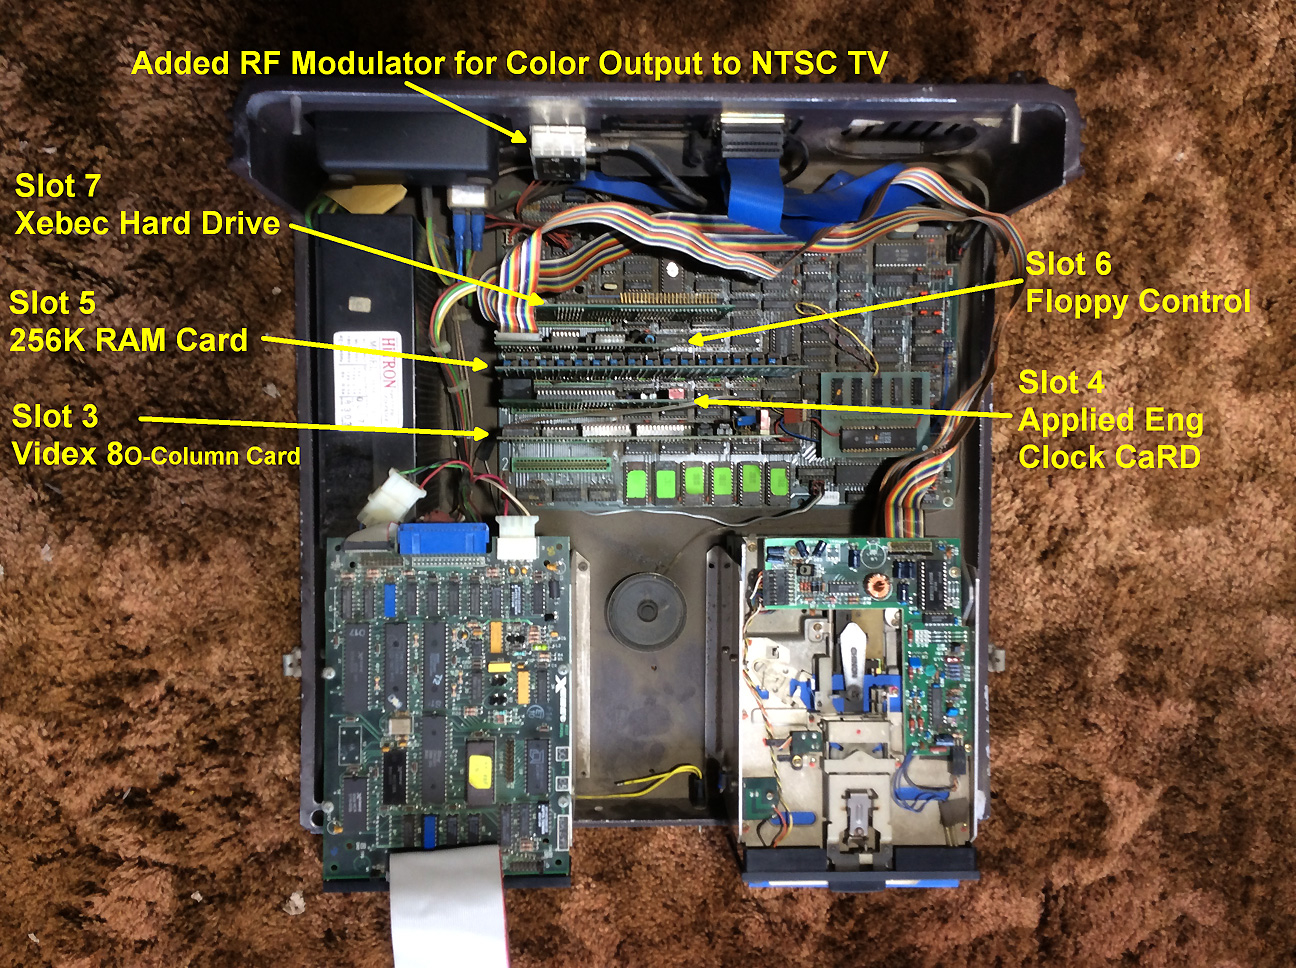 Added RF Modulator for Color Output to NTSC TV
Slot 7
Xebec Hard Drive
Slot 6
Floppy Control
Slot 5
256K RAM Card
Slot 4
Applied Eng
Clock CaRD
Slot 3
Videx 8O-Column Card
HITRON
2